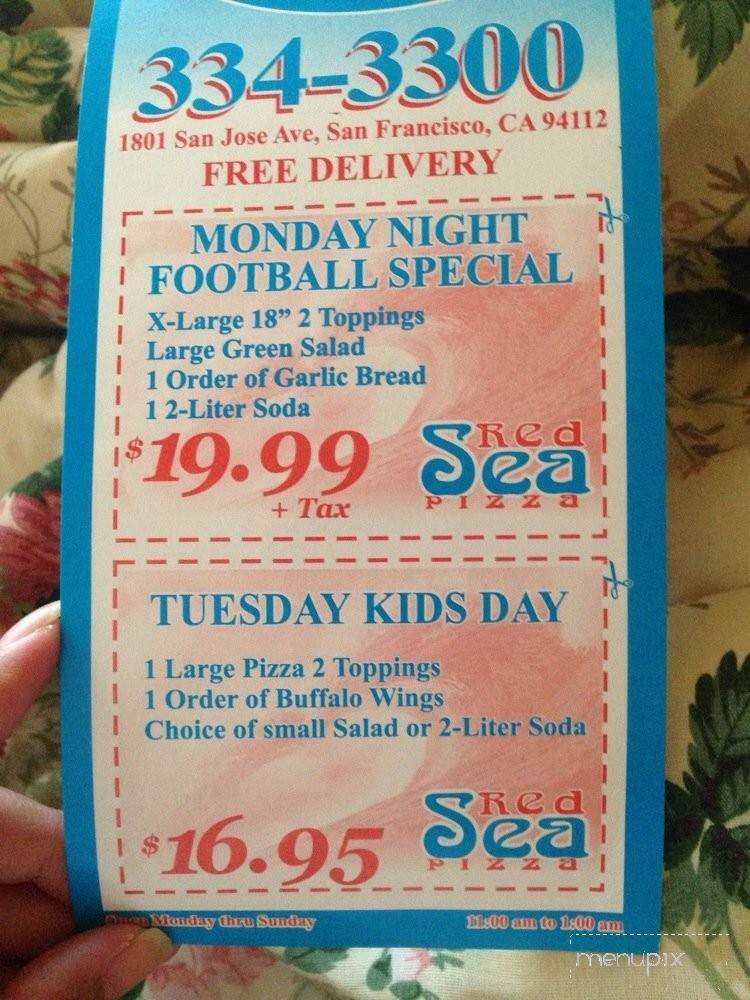 334-3300
1801 San Jose Ave, San Francisco, CA 94112
FREE DELIVERY
MONDAY NIGHT
FOOTBALL SPECIAL
X-Large 18” 2 Toppings
Large Green Salad
1 Order of Garlic Bread
1 2-Liter Soda
$19.99
+ Tax
Red
Sea
PIZZa
TUESDAY KIDS DAY
1 Large Pizza 2 Toppings
1 Order of Buffalo Wings
Choice of small Salad or 2-Liter Soda
$16.95
Red
Sea
PIZZa
Open Monday thru Sunday 11:00 am to 1:00 am
menupix